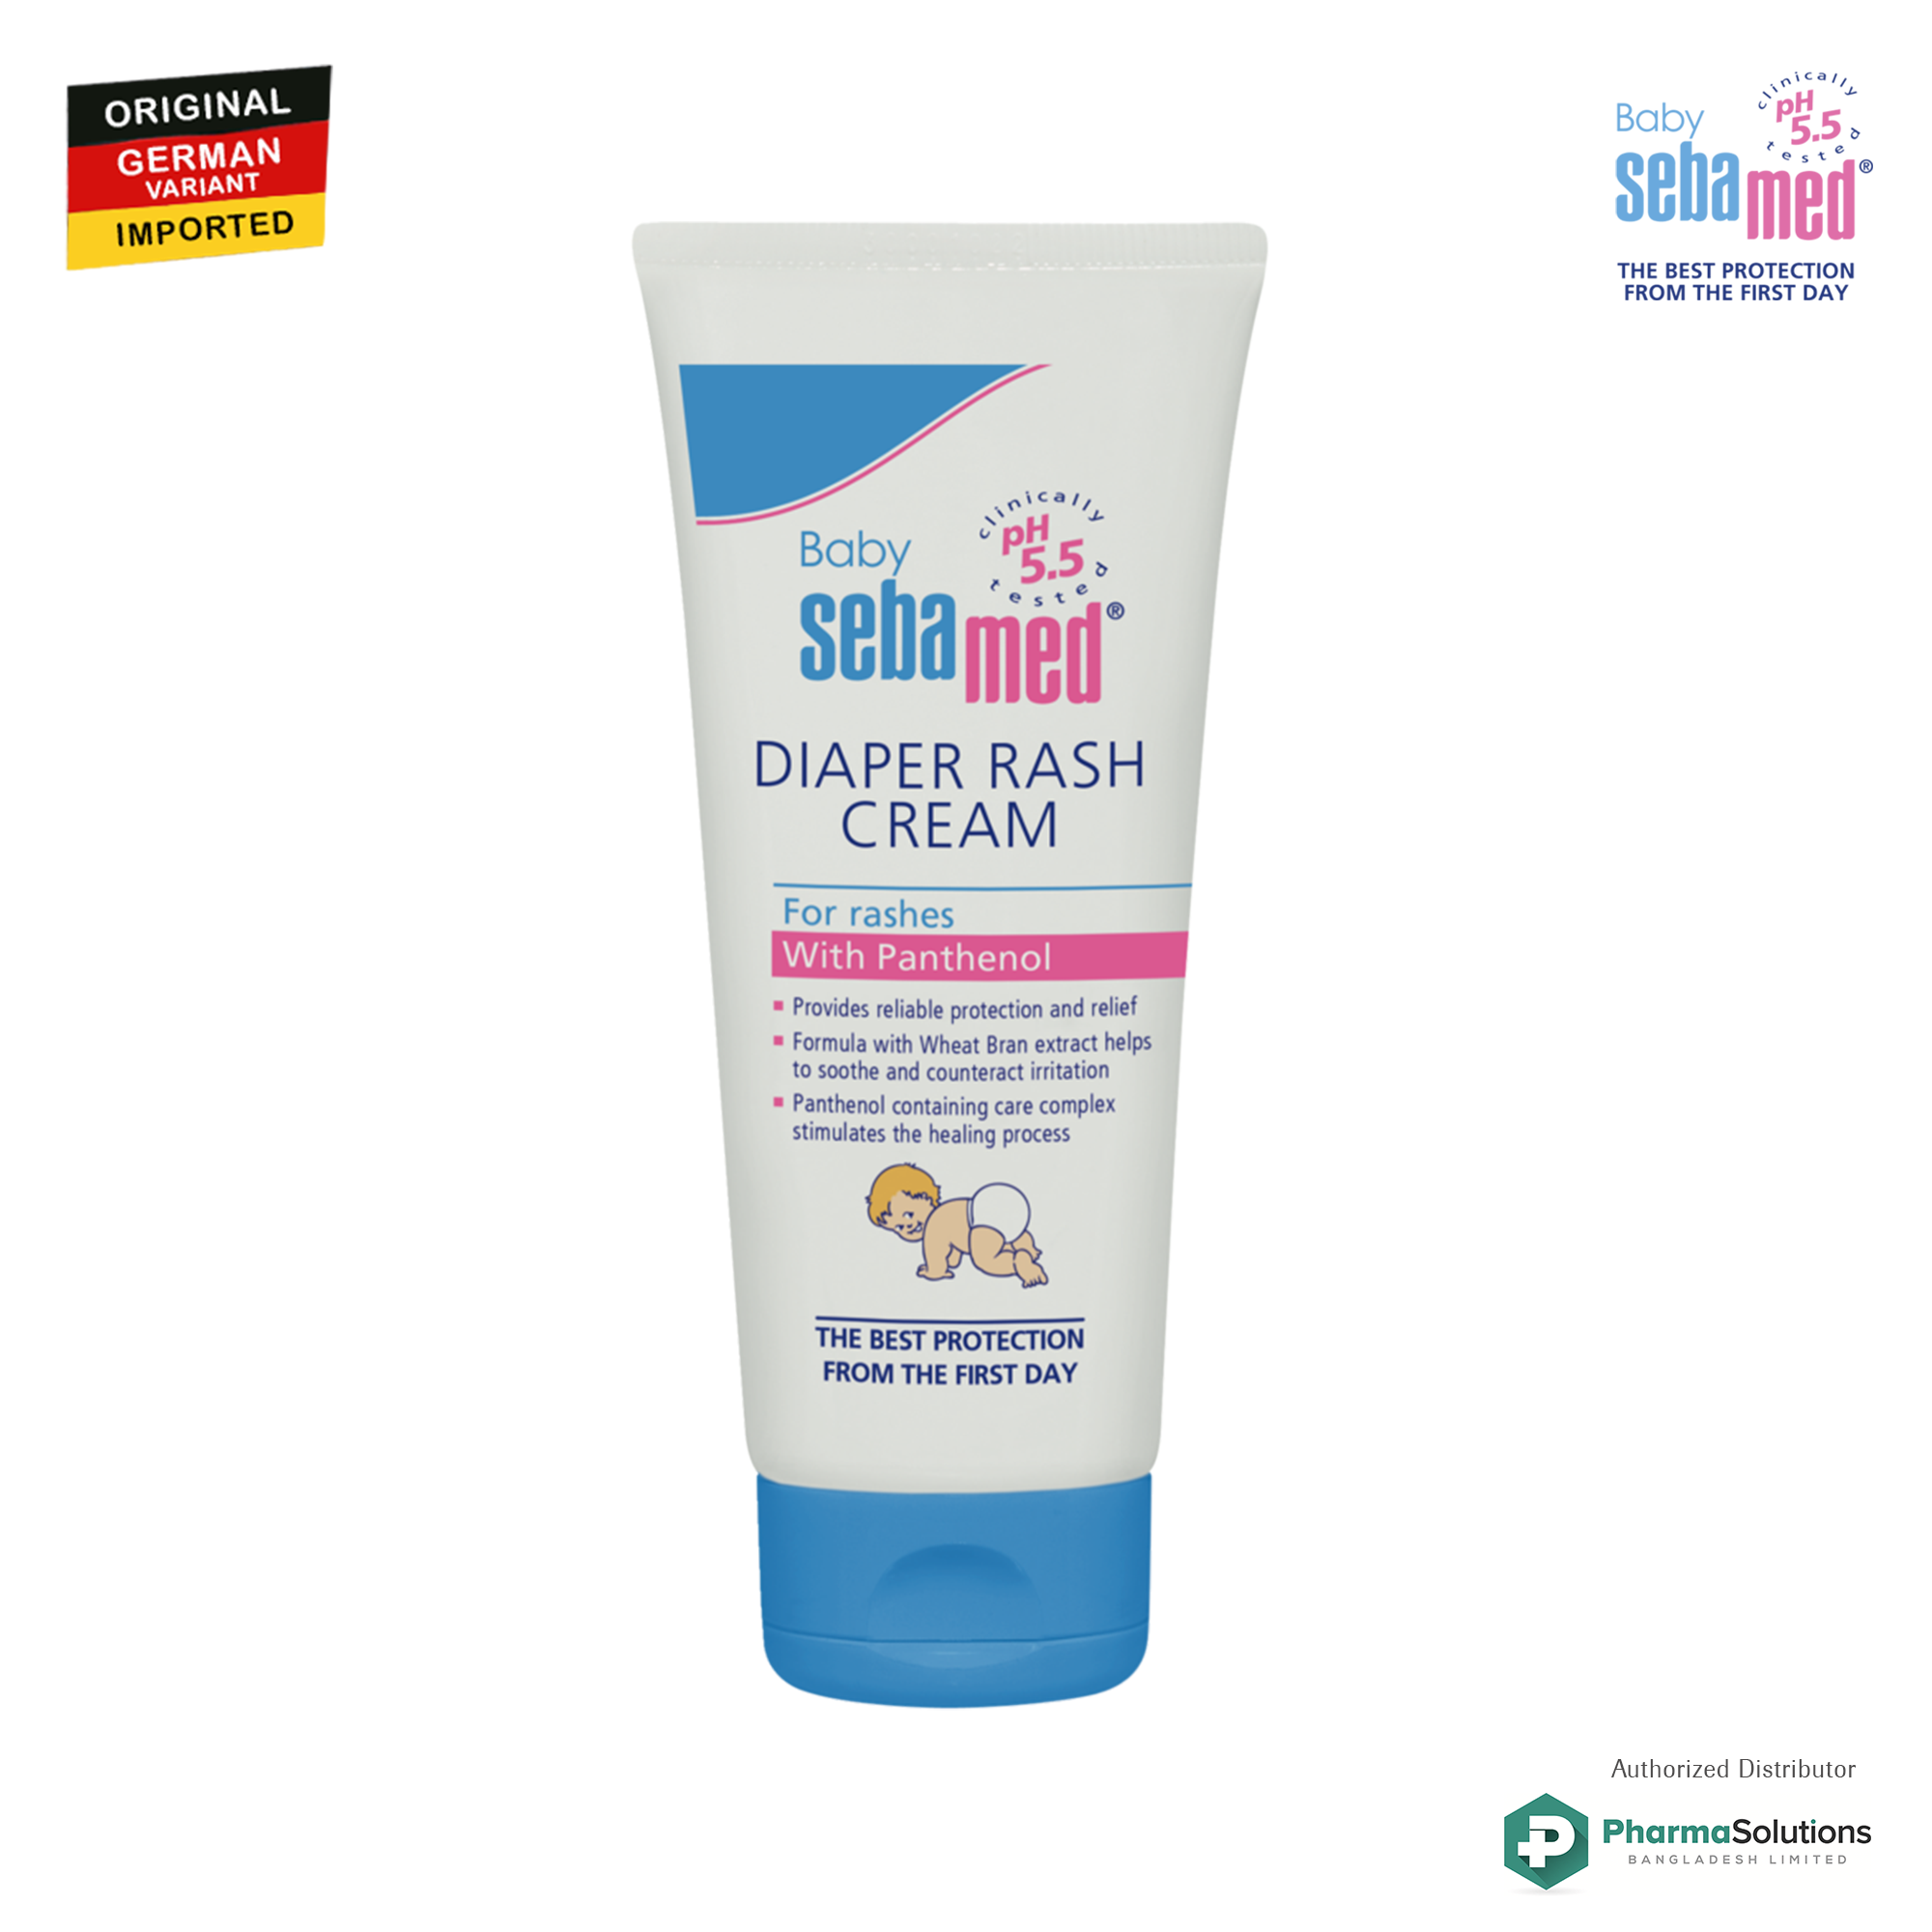 ORIGINAL
GERMAN
VARIANT
IMPORTED
Baby
clinically
pH
5.5
tested
sebamed®
THE BEST PROTECTION
FROM THE FIRST DAY
Baby
clinically
pH
5.5
tested
sebamed®
DIAPER RASH
CREAM
For rashes
With Panthenol
Provides reliable protection and relief
Formula with Wheat Bran extract helps
to soothe and counteract irritation
Panthenol containing care complex
stimulates the healing process
THE BEST PROTECTION
FROM THE FIRST DAY
Authorized Distributor
PharmaSolutions
BANGLADESH LIMITED